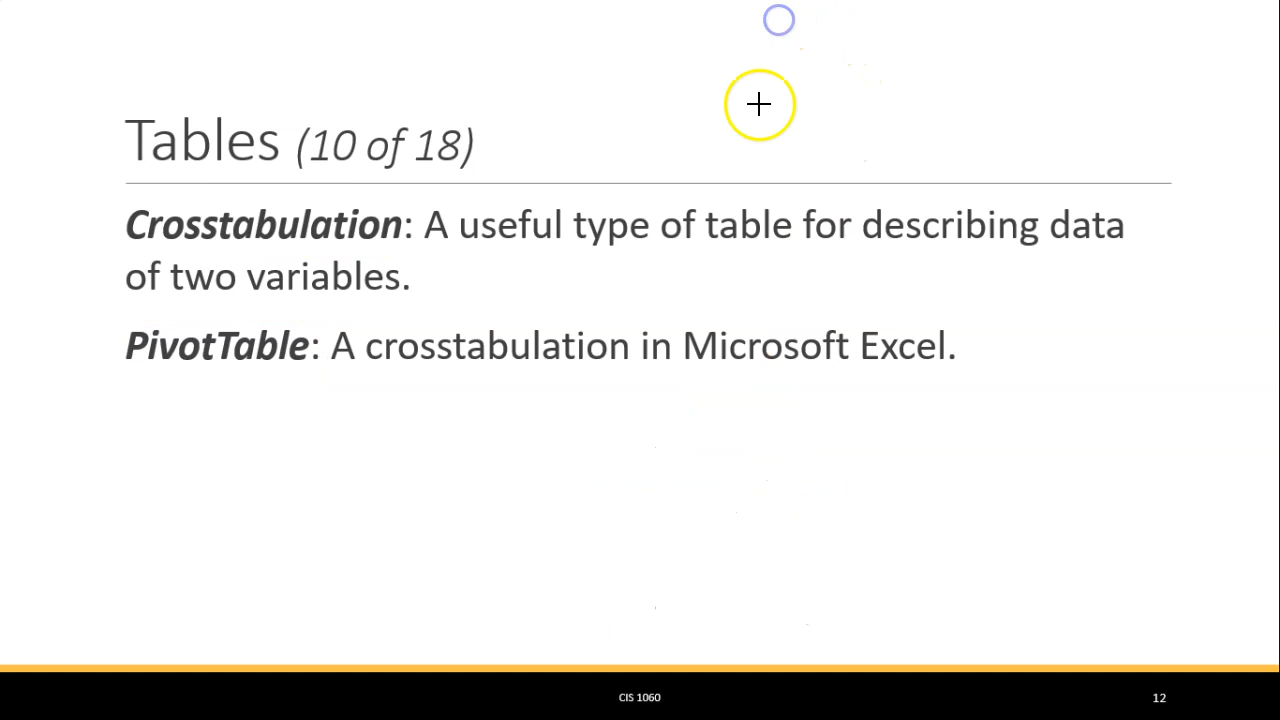 Tables (10 of 18)
Crosstabulation: A useful type of table for describing data
of two variables.
PivotTable: A crosstabulation in Microsoft Excel.
CIS 1060
12